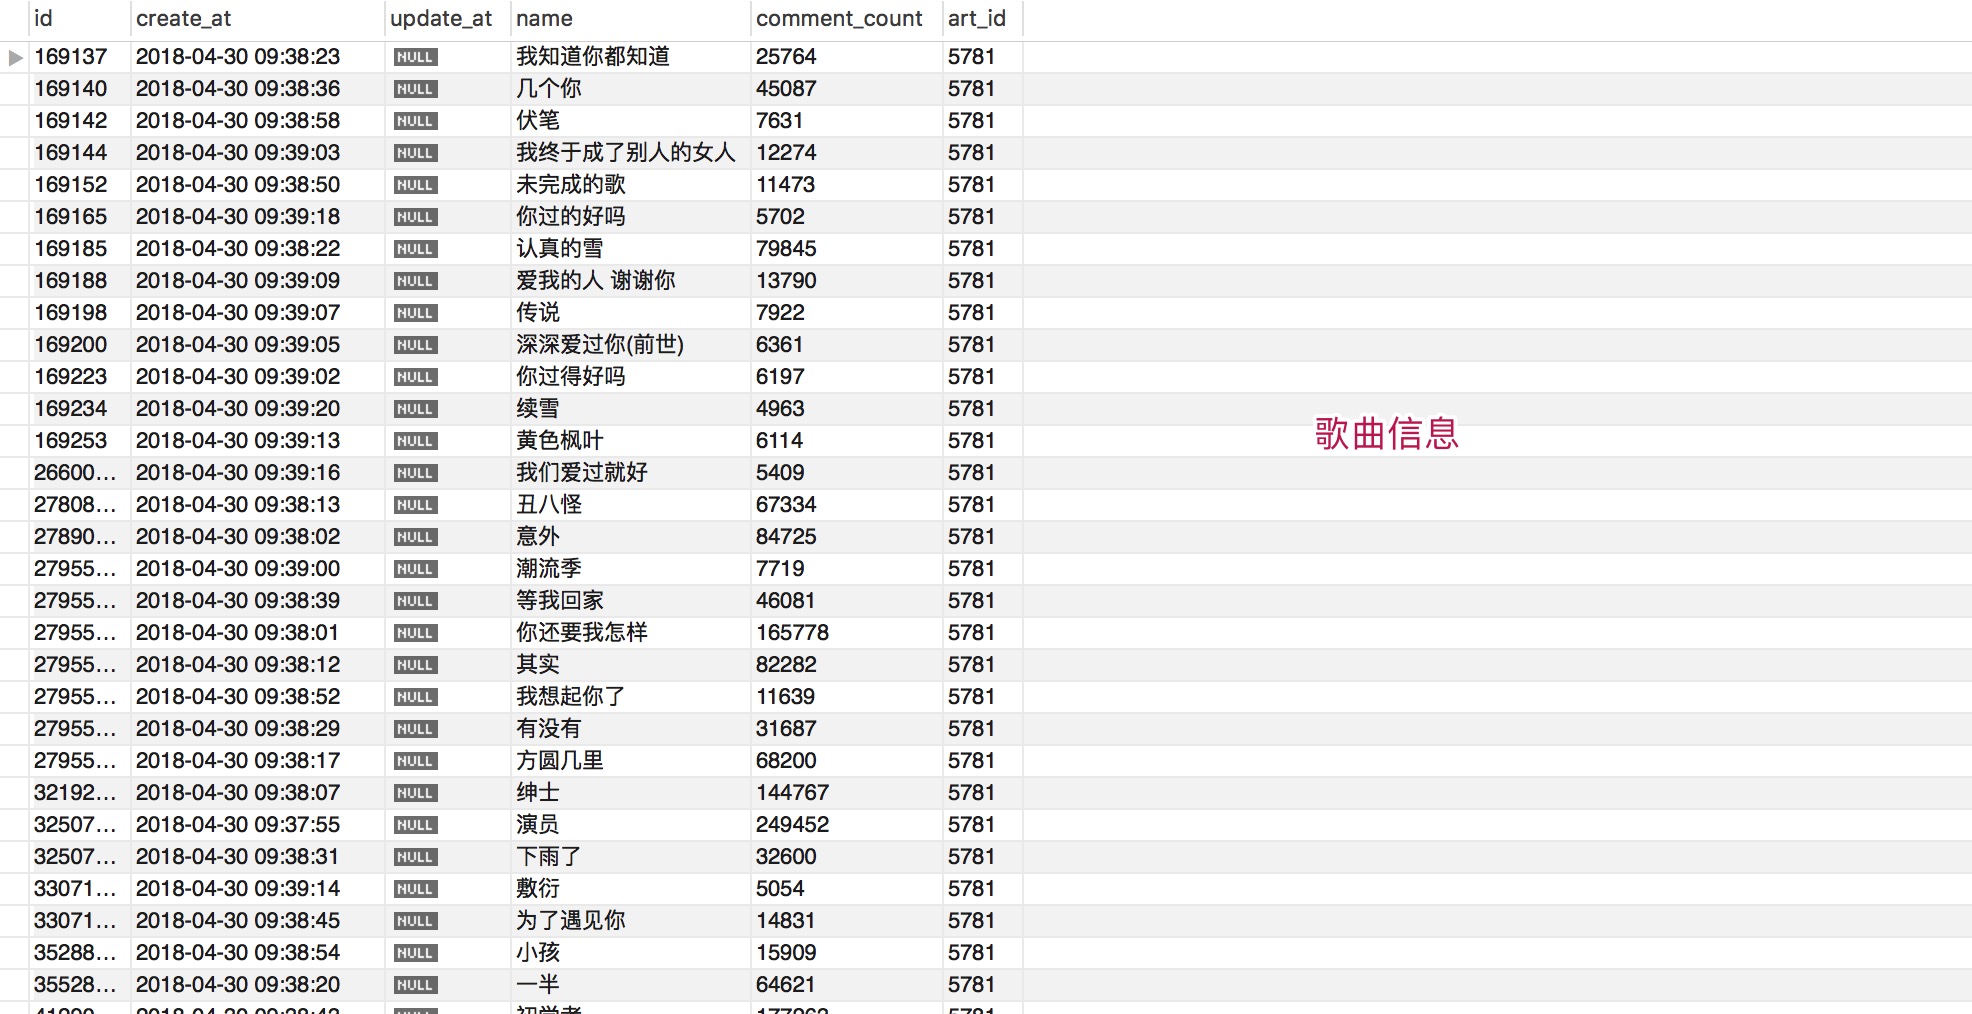 id create_at update_at name comment_count art_id
169137 2018-04-30 09:38:23 NULL 我知道你都知道 25764 5781
169140 2018-04-30 09:38:36 NULL 几个你 45087 5781
169142 2018-04-30 09:38:58 NULL 伏笔 7631 5781
169144 2018-04-30 09:39:03 NULL 我终于成了别人的女人 12274 5781
169152 2018-04-30 09:38:50 NULL 未完成的歌 11473 5781
169165 2018-04-30 09:39:18 NULL 你过的好吗 5702 5781
169185 2018-04-30 09:38:22 NULL 认真的雪 79845 5781
169188 2018-04-30 09:39:09 NULL 爱我的人 谢谢你 13790 5781
169198 2018-04-30 09:39:07 NULL 传说 7922 5781
169200 2018-04-30 09:39:05 NULL 深深爱过你(前世) 6361 5781
169223 2018-04-30 09:39:02 NULL 你过得好吗 6197 5781
169234 2018-04-30 09:39:20 NULL 续雪 4963 5781
歌曲信息
169253 2018-04-30 09:39:13 NULL 黄色枫叶 6114 5781
26600... 2018-04-30 09:39:16 NULL 我们爱过就好 5409 5781
27808... 2018-04-30 09:38:13 NULL 丑八怪 67334 5781
27890... 2018-04-30 09:38:02 NULL 意外 84725 5781
27955... 2018-04-30 09:39:00 NULL 潮流季 7719 5781
27955... 2018-04-30 09:38:39 NULL 等我回家 46081 5781
27955... 2018-04-30 09:38:01 NULL 你还要我怎样 165778 5781
27955... 2018-04-30 09:38:12 NULL 其实 82282 5781
27955... 2018-04-30 09:38:52 NULL 我想起你了 11639 5781
27955... 2018-04-30 09:38:29 NULL 有没有 31687 5781
27955... 2018-04-30 09:38:17 NULL 方圆几里 68200 5781
32192... 2018-04-30 09:38:07 NULL 绅士 144767 5781
32507... 2018-04-30 09:37:55 NULL 演员 249452 5781
32507... 2018-04-30 09:38:31 NULL 下雨了 32600 5781
33071... 2018-04-30 09:39:14 NULL 敷衍 5054 5781
33071... 2018-04-30 09:38:45 NULL 为了遇见你 14831 5781
35288... 2018-04-30 09:38:54 NULL 小孩 15909 5781
35528... 2018-04-30 09:38:20 NULL 一半 64621 5781